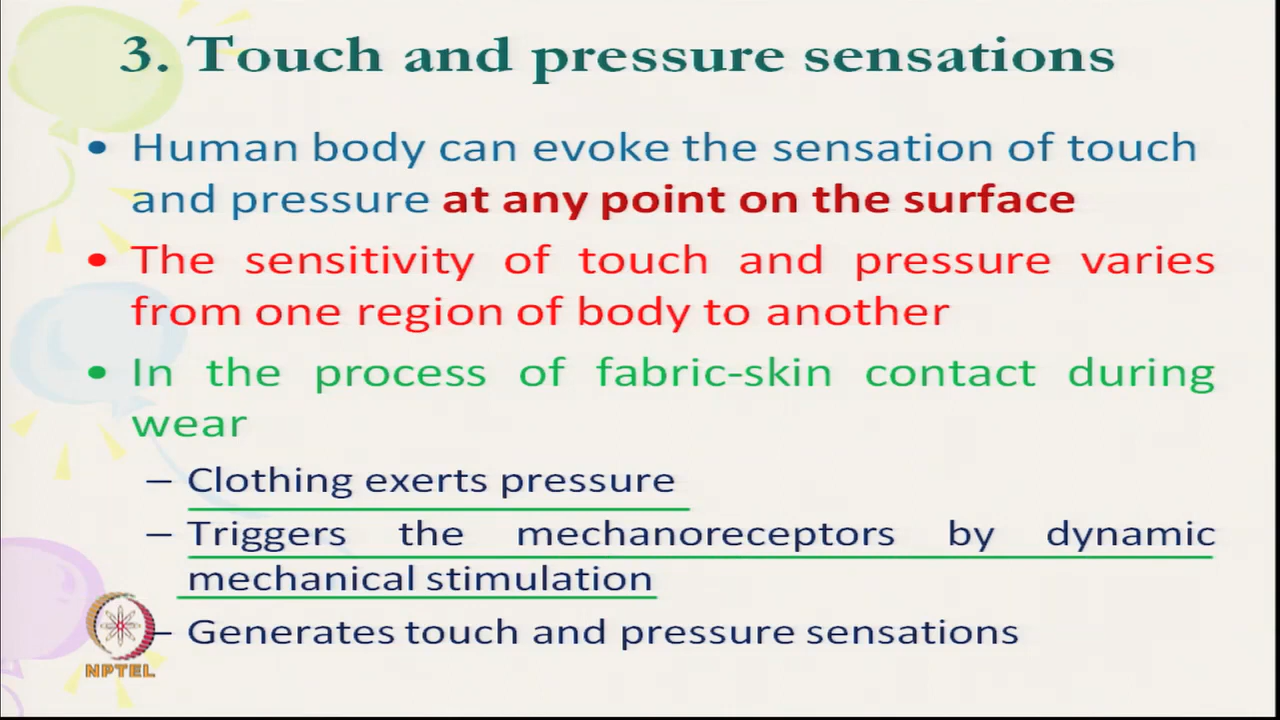 3. Touch and pressure sensations
• Human body can evoke the sensation of touch
and pressure at any point on the surface
• The sensitivity of touch and pressure varies
from one region of body to another
• In the process of fabric-skin contact during
wear
– Clothing exerts pressure
– Triggers the mechanoreceptors by dynamic
mechanical stimulation
– Generates touch and pressure sensations
NPTEL